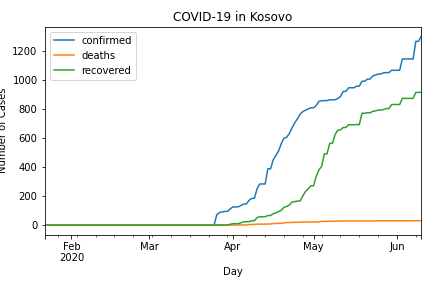 COVID-19 in Kosovo
confirmed
deaths
recovered
1200
1000
800
600
400
200
0
Number of Cases
Feb
2020
Mar
Apr
May
Jun
Day